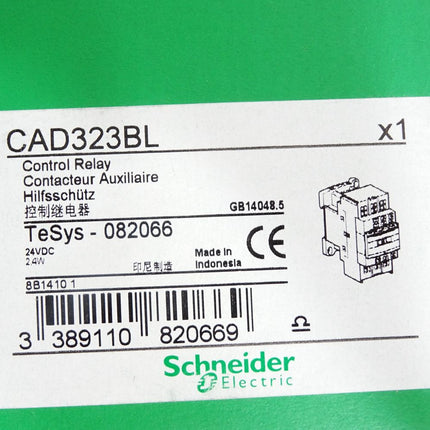 CAD323BL x1
Control Relay
Contacteur Auxiliaire
Hilfsschütz
控制继电器 GB14048.5
TeSys - 082066
24VDC
2.4W 印尼制造 Made in Indonesia CE
8B1410 1
3 389110 820669
Schneider
Electric